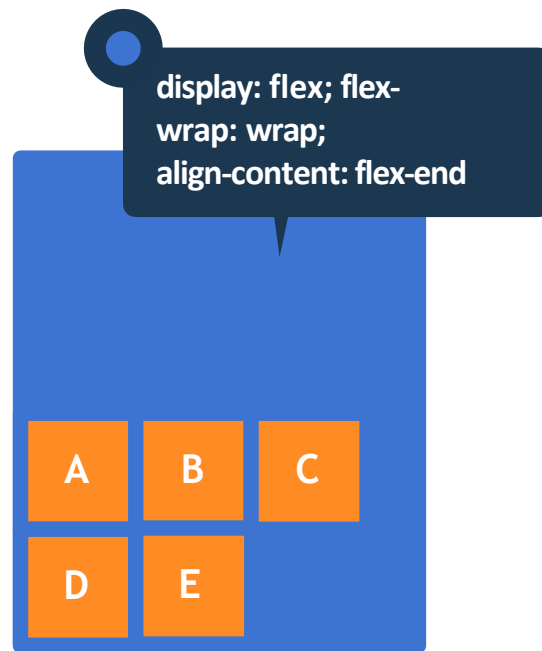 display: flex; flex-
wrap: wrap;
align-content: flex-end
A B C
D E